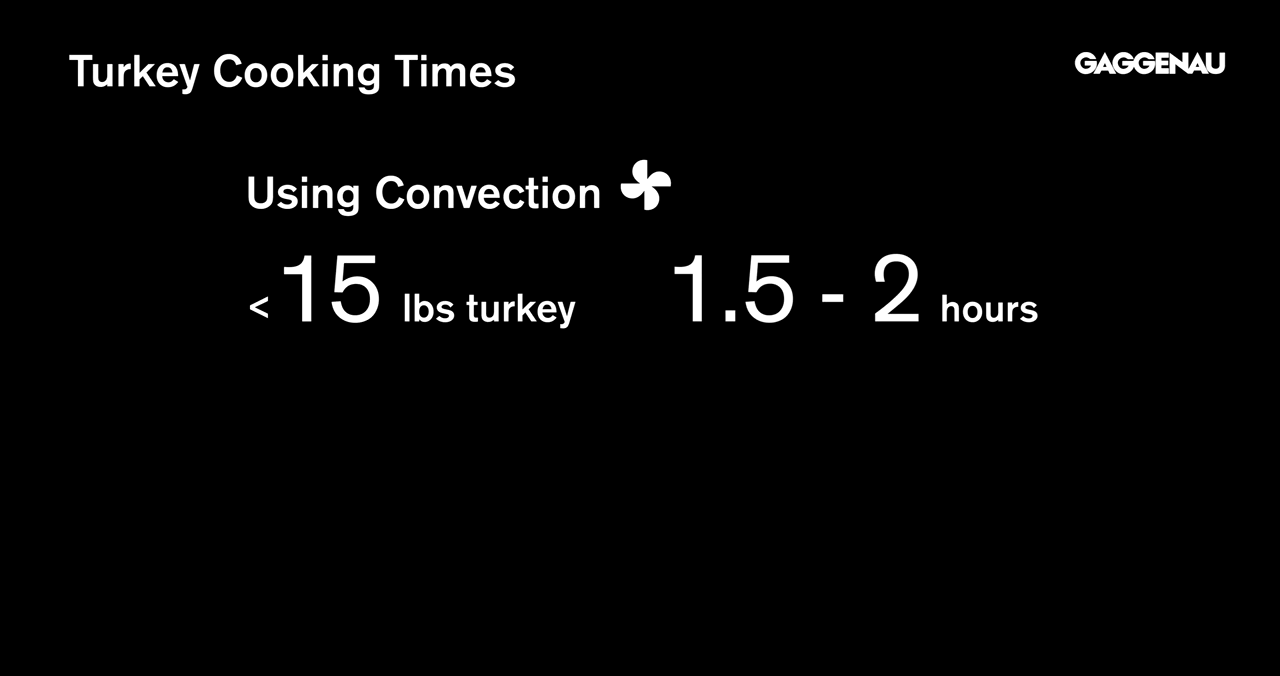 Turkey Cooking Times
GAGGENAU
Using Convection
< 15 lbs turkey 1.5 - 2 hours